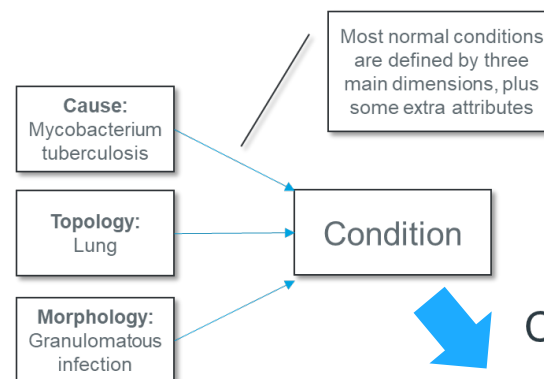 Most normal conditions
are defined by three
main dimensions, plus
some extra attributes
Cause:
Mycobacterium
tuberculosis
Topology:
Lung
Condition
Morphology:
Granulomatous
infection